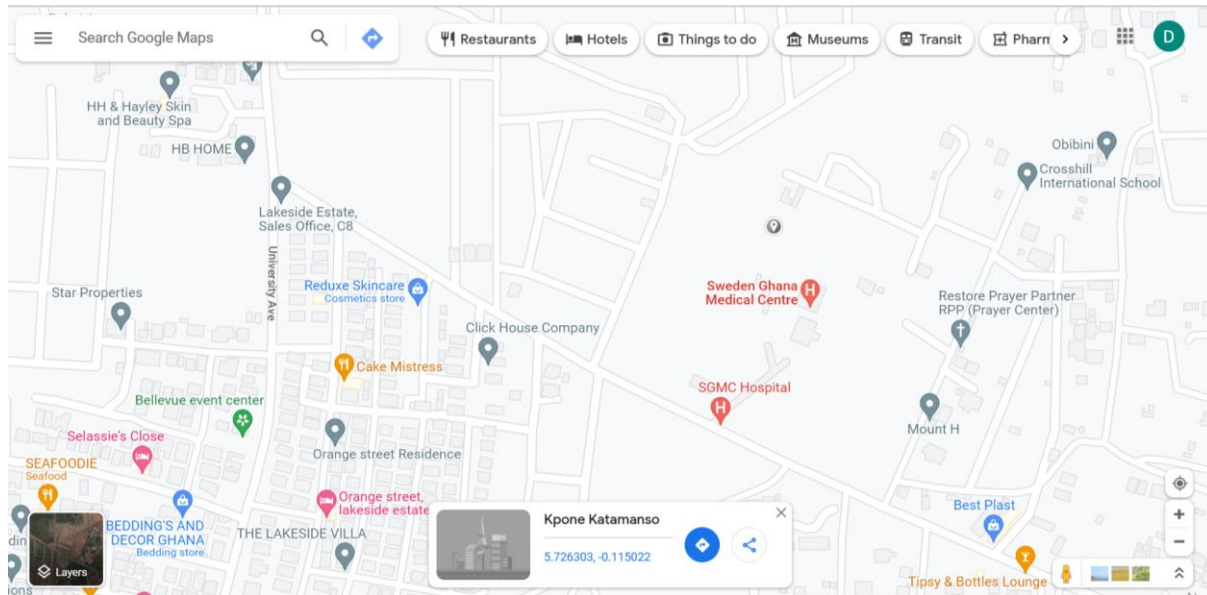 Search Google Maps
Restaurants
Hotels
Things to do
Museums
Transit
Pharm
D
HH & Hayley Skin
and Beauty Spa
HB HOME
Obibini
Crosshill
International School
Lakeside Estate,
Sales Office, C8
University Ave
Reduxe Skincare
Cosmetics store
Sweden Ghana
Medical Centre
Star Properties
Restore Prayer Partner
RPP (Prayer Center)
Click House Company
Cake Mistress
SGMC Hospital
Bellevue event center
Mount H
Selassie's Close
Orange street Residence
SEAFOODIE
Seafood
Orange street,
lakeside estate
Best Plast
BEDDING'S AND
DECOR GHANA
Bedding store
THE LAKESIDE VILLA
Kpone Katamanso
5.726303, -0.115022
Layers
Tipsy & Bottles Lounge